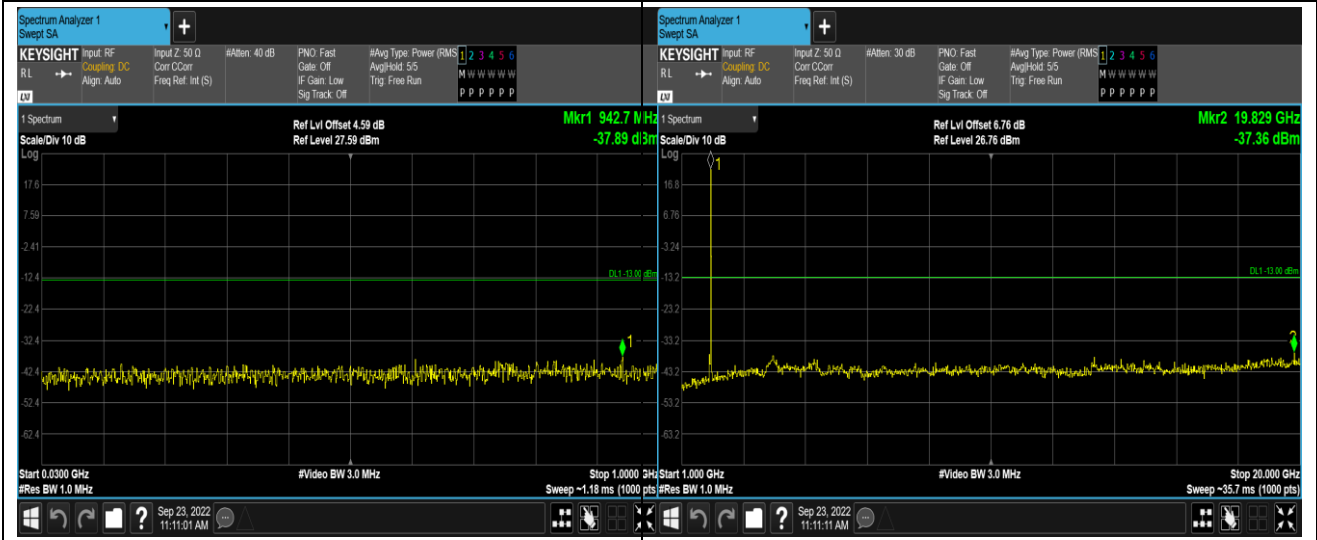 Spectrum Analyzer 1
Swept SA
+
KEYSIGHT
RL
LXI
Input: RF
Coupling: DC
Align: Auto
Input Z: 50 Ω
Corr CCorr
Freq Ref: Int (S)
#Atten: 40 dB
PNO: Fast
Gate: Off
IF Gain: Low
Sig Track: Off
#Avg Type: Power (RMS
Avg|Hold: 5/5
Trig: Free Run
1 2 3 4 5 6
M W W W W W
P P P P P P
1 Spectrum
Scale/Div 10 dB
Log
Ref Lvl Offset 4.59 dB
Ref Level 27.59 dBm
Mkr1 942.7 MHz
-37.89 dBm
17.6
7.59
-2.41
-12.4
-22.4
-32.4
-42.4
-52.4
-62.4
DL1 -13.00 dBm
1
Start 0.0300 GHz
#Res BW 1.0 MHz
#Video BW 3.0 MHz
Stop 1.0000 GHz
Sweep ~1.18 ms (1000 pts
?
Sep 23, 2022
11:11:01 AM
Spectrum Analyzer 1
Swept SA
+
KEYSIGHT
RL
LXI
Input: RF
Coupling: DC
Align: Auto
Input Z: 50 Ω
Corr CCorr
Freq Ref: Int (S)
#Atten: 30 dB
PNO: Fast
Gate: Off
IF Gain: Low
Sig Track: Off
#Avg Type: Power (RMS
Avg|Hold: 5/5
Trig: Free Run
1 2 3 4 5 6
M W W W W W
P P P P P P
1 Spectrum
Scale/Div 10 dB
Log
Ref Lvl Offset 6.76 dB
Ref Level 26.76 dBm
Mkr2 19.829 GHz
-37.36 dBm
1
16.8
6.76
-3.24
-13.2
-23.2
-33.2
-43.2
-53.2
-63.2
DL1 -13.00 dBm
2
Start 1.000 GHz
#Res BW 1.0 MHz
#Video BW 3.0 MHz
Stop 20.000 GHz
Sweep ~35.7 ms (1000 pts)
?
Sep 23, 2022
11:11:11 AM